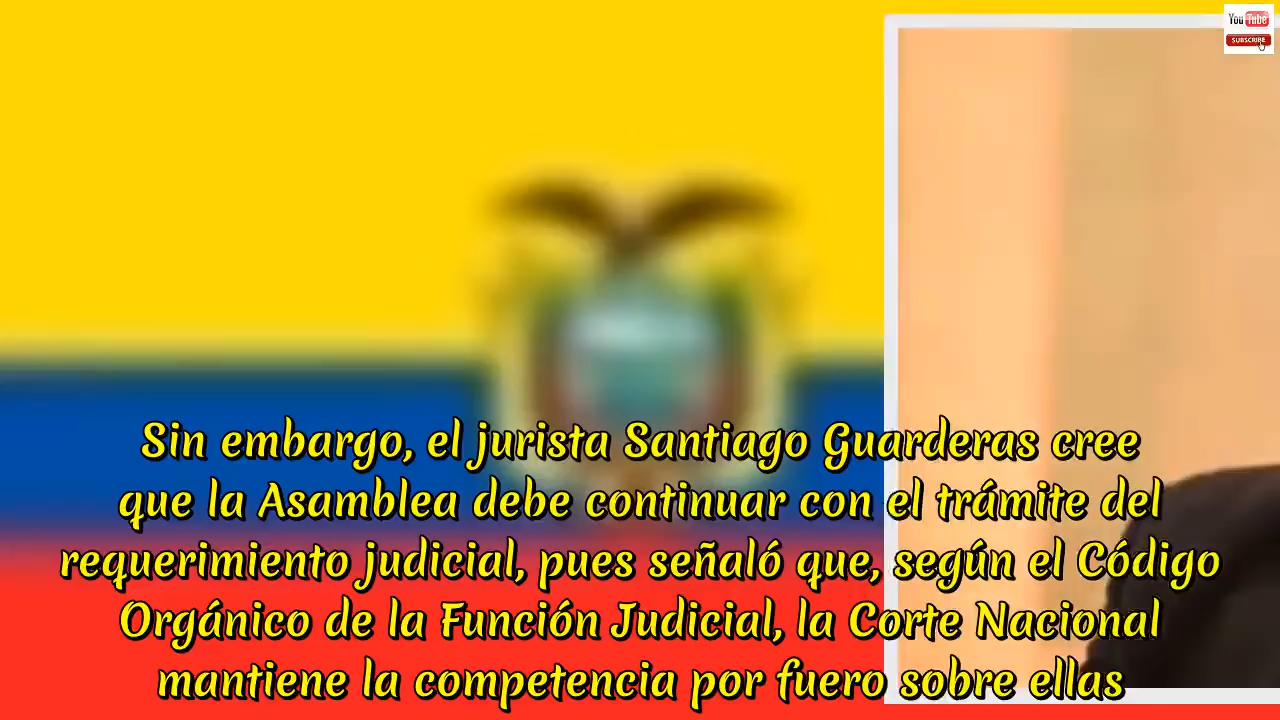 You Tube
SUBSCRIBE
Sin embargo, el jurista Santiago Guarderas cree
que la Asamblea debe continuar con el trámite del
requerimiento judicial, pues señaló que, según el Código
Orgánico de la Función Judicial, la Corte Nacional
mantiene la competencia por fuero sobre ellas